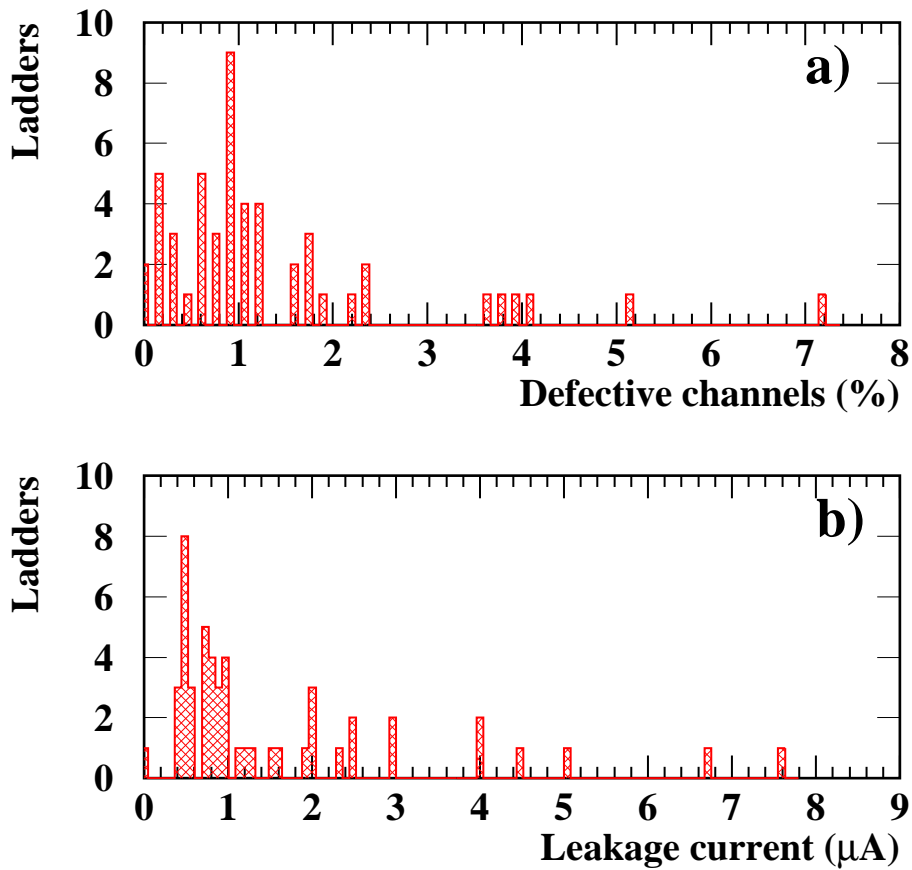 a)
Ladders
10
8
6
4
2
0
0 1 2 3 4 5 6 7 8
Defective channels (%)
b)
Ladders
10
8
6
4
2
0
0 1 2 3 4 5 6 7 8 9
Leakage current (μA)